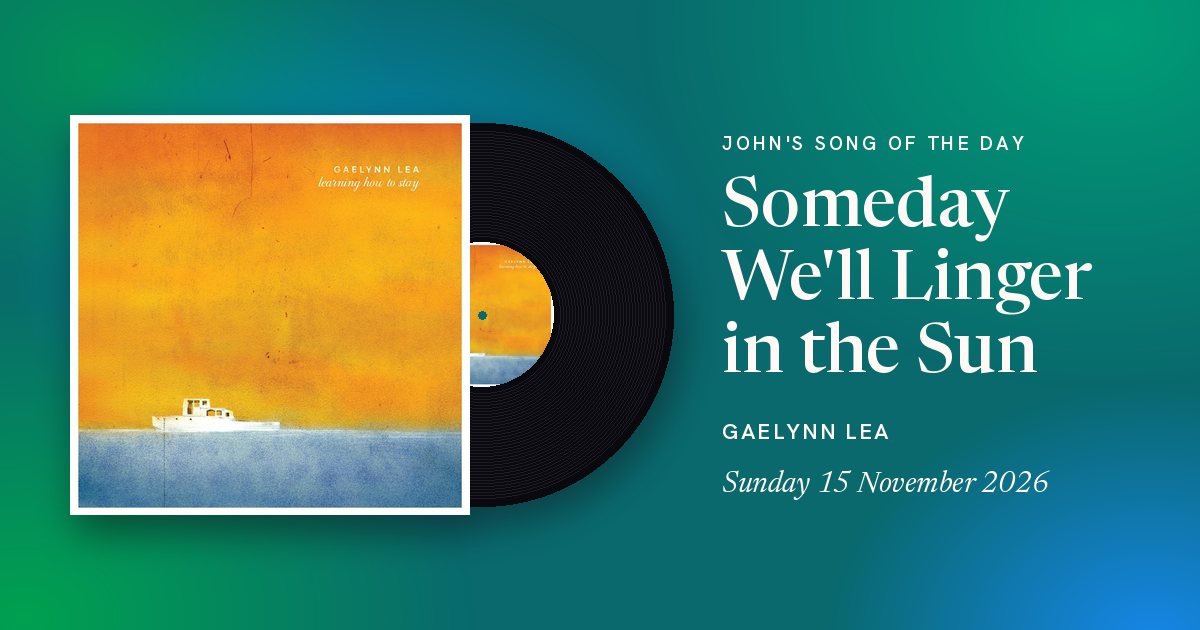 GAELYNN LEA
learning how to stay
JOHN'S SONG OF THE DAY
Someday
We'll Linger
in the Sun
GAELYNN LEA
Sunday 15 November 2026